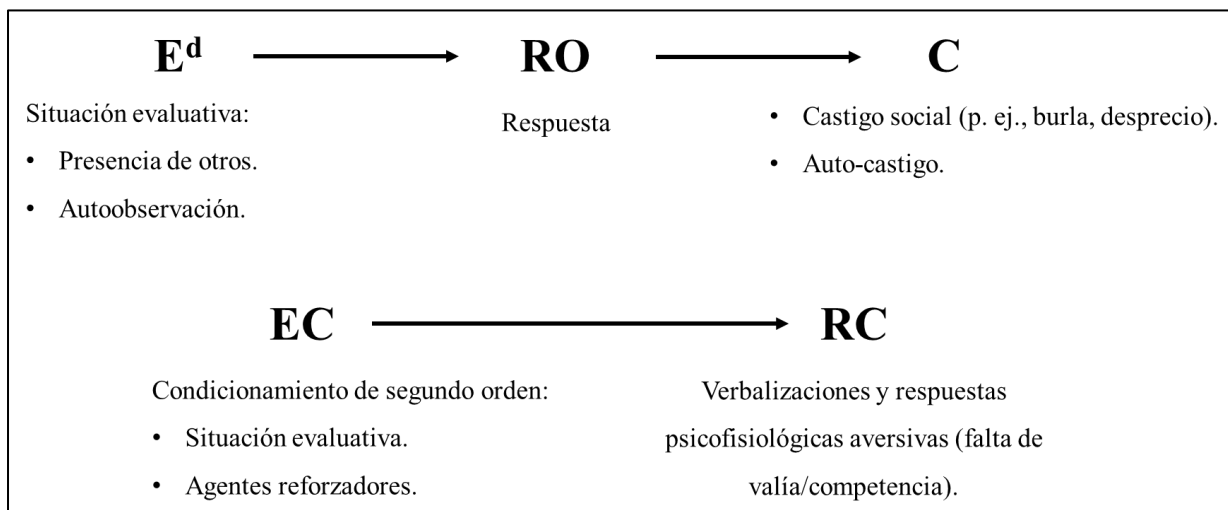 Eᵈ RO C
Situación evaluativa:
• Presencia de otros.
• Autoobservación.
Respuesta
• Castigo social (p. ej., burla, desprecio).
• Auto-castigo.
EC RC
Condicionamiento de segundo orden:
• Situación evaluativa.
• Agentes reforzadores.
Verbalizaciones y respuestas
psicofisiológicas aversivas (falta de
valía/competencia).